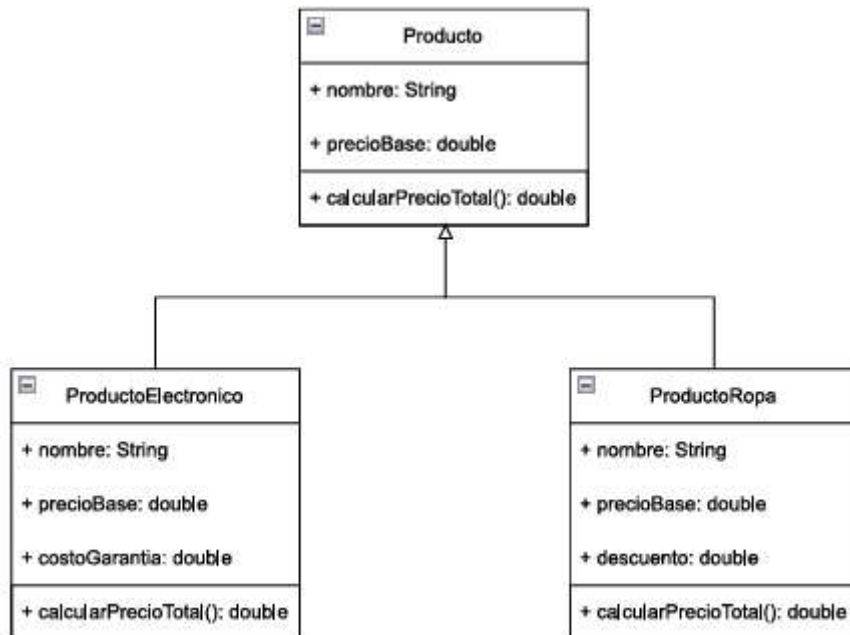 Producto
+ nombre: String
+ precioBase: double
+ calcularPrecioTotal(): double
ProductoElectronico
+ nombre: String
+ precioBase: double
+ costoGarantia: double
+ calcularPrecioTotal(): double
ProductoRopa
+ nombre: String
+ precioBase: double
+ descuento: double
+ calcularPrecioTotal(): double